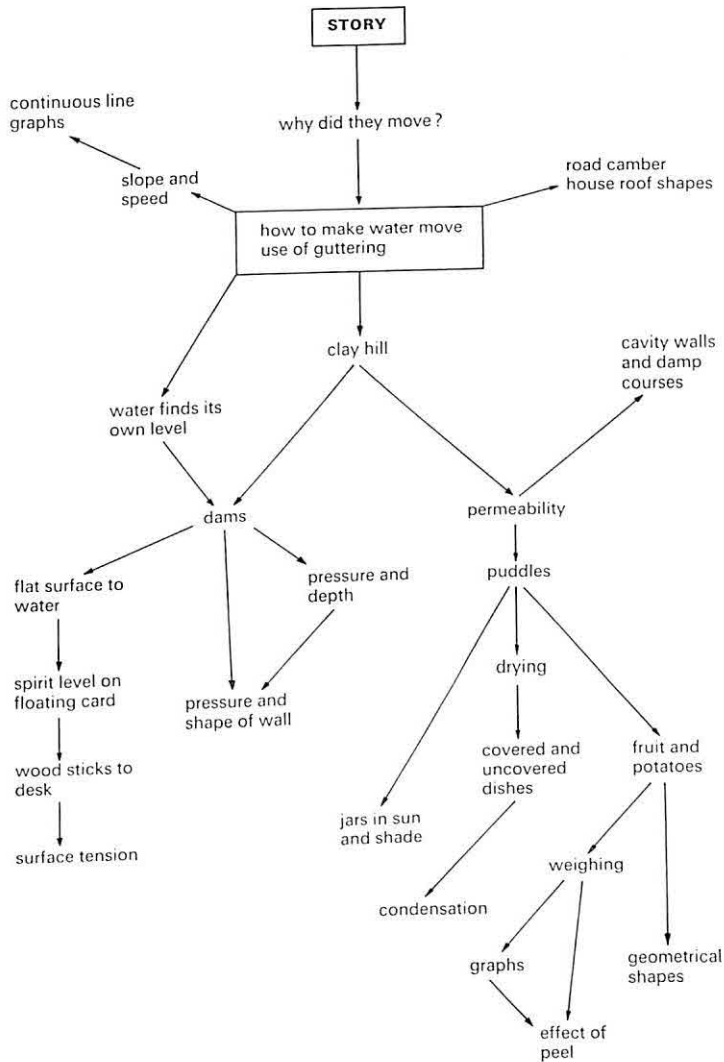 STORY
why did they move?
continuous line
graphs
slope and
speed
road camber
house roof shapes
how to make water move
use of guttering
clay hill
cavity walls
and damp
courses
water finds its
own level
dams
permeability
flat surface to
water
pressure and
depth
puddles
spirit level on
floating card
pressure and
shape of wall
drying
wood sticks to
desk
covered and
uncovered
dishes
fruit and
potatoes
jars in sun
and shade
surface tension
weighing
condensation
graphs
geometrical
shapes
effect of
peel